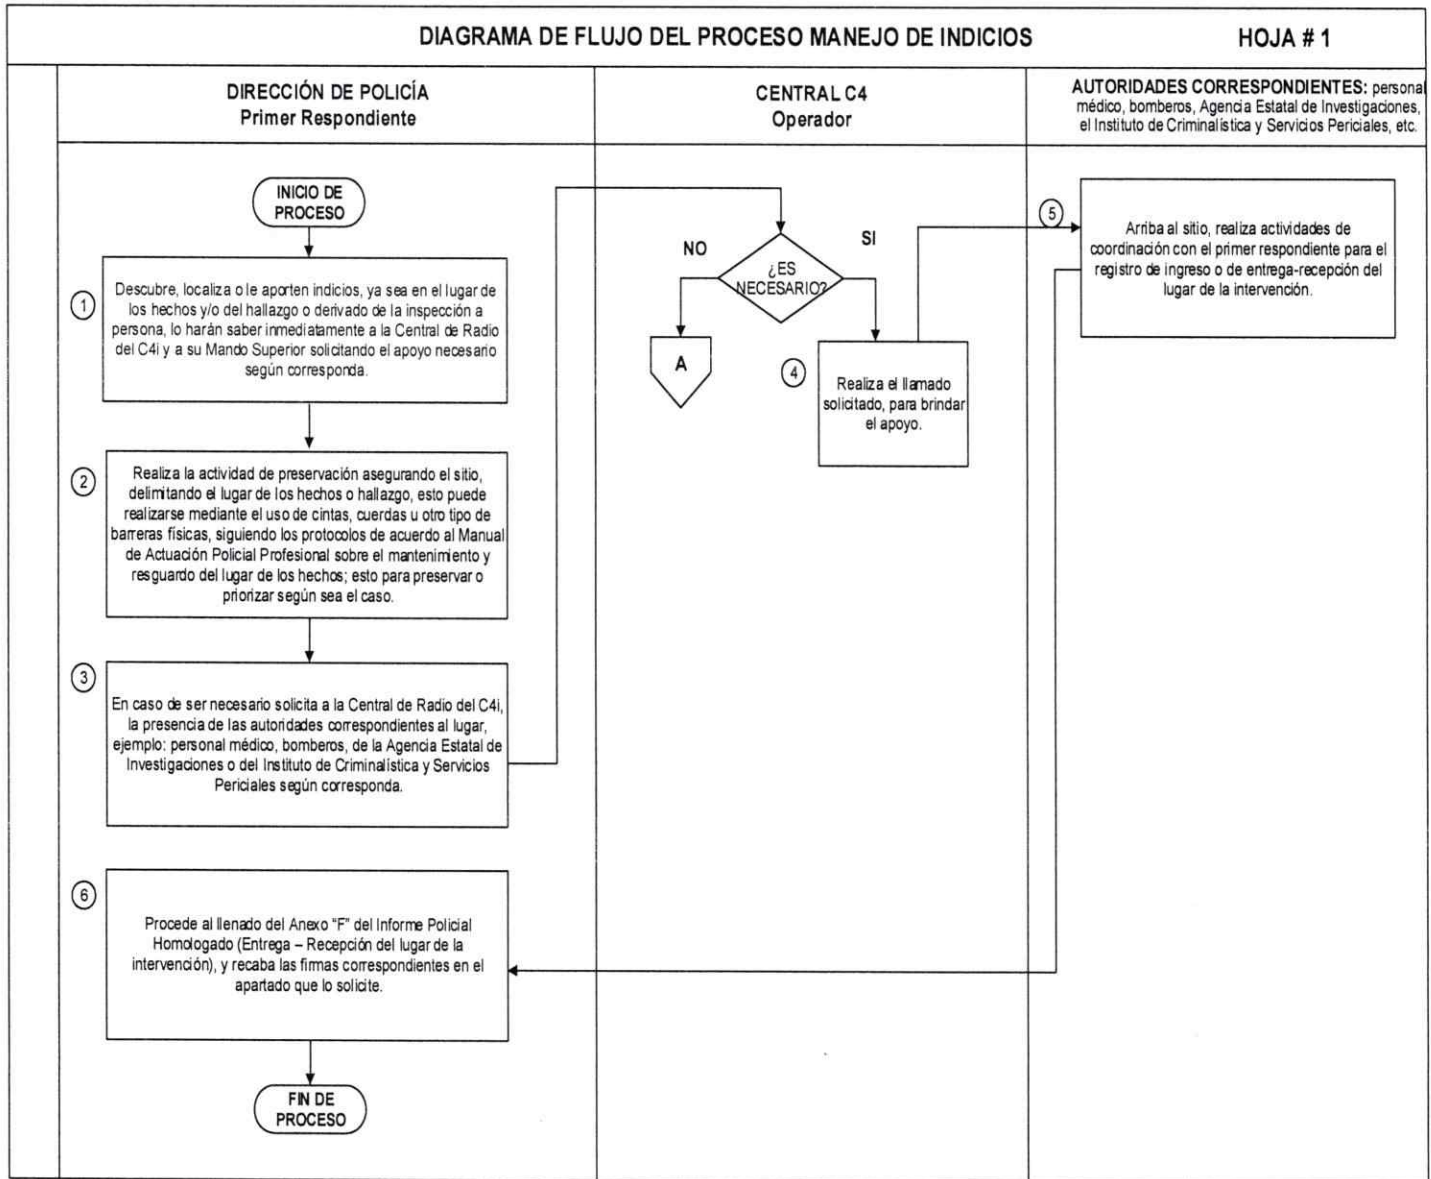 DIAGRAMA DE FLUJO DEL PROCESO MANEJO DE INDICIOS
HOJA # 1
DIRECCIÓN DE POLICÍA
Primer Respondiente
CENTRAL C4
Operador
AUTORIDADES CORRESPONDIENTES: personal
médico, bomberos, Agencia Estatal de Investigaciones,
el Instituto de Criminalística y Servicios Periciales, etc.
INICIO DE
PROCESO
1
Descubre, localiza o le aporten indicios, ya sea en el lugar de
los hechos y/o del hallazgo o derivado de la inspección a
persona, lo harán saber inmediatamente a la Central de Radio
del C4i y a su Mando Superior solicitando el apoyo necesario
según corresponda.
2
Realiza la actividad de preservación asegurando el sitio,
delimitando el lugar de los hechos o hallazgo, esto puede
realizarse mediante el uso de cintas, cuerdas u otro tipo de
barreras físicas, siguiendo los protocolos de acuerdo al Manual
de Actuación Policial Profesional sobre el mantenimiento y
resguardo del lugar de los hechos; esto para preservar o
priorizar según sea el caso.
3
En caso de ser necesario solicita a la Central de Radio del C4i,
la presencia de las autoridades correspondientes al lugar,
ejemplo: personal médico, bomberos, de la Agencia Estatal de
Investigaciones o del Instituto de Criminalística y Servicios
Periciales según corresponda.
NO
SI
¿ES
NECESARIO?
A
4
Realiza el llamado
solicitado, para brindar
el apoyo.
5
Arriba al sitio, realiza actividades de
coordinación con el primer respondiente para el
registro de ingreso o de entrega-recepción del
lugar de la intervención.
6
Procede al llenado del Anexo "F" del Informe Policial
Homologado (Entrega – Recepción del lugar de la
intervención), y recaba las firmas correspondientes en el
apartado que lo solicite.
FIN DE
PROCESO